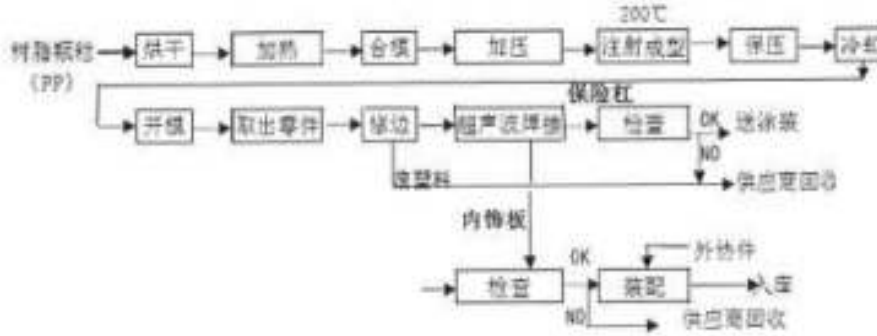 200℃
树脂颗粒 烘干 加热 合模 加压 注射成型 保压 冷却
(PP)
保险杠
开模 取出零件 修边 超声波焊接 检查 OK 送涂装
NO
废塑料 供应商回收
内饰板
OK 外协件
检查 装配 入库
NO 供应商回收